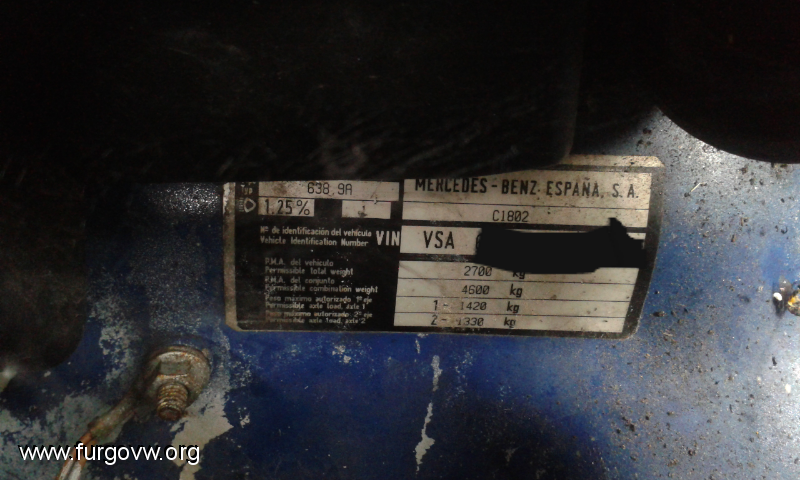 638.9A
MERCEDES-BENZ ESPAÑA, S.A.
1.25% ↓
C1802
Nº de identificación del vehículo
Vehicle Identification Number
VIN VSA
P.M.A. del vehículo
Permissible total weight
2700 kg
P.M.A. del conjunto
Permissible combination weight
4600 kg
Peso máximo autorizado 1º eje
Permissible axle load, axle 1
1- 1420 kg
Peso máximo autorizado 2º eje
Permissible axle load, axle 2
2- 1330 kg
www.furgovw.org